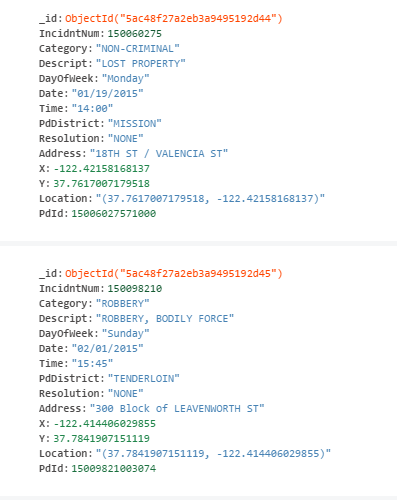 _id: ObjectId("5ac48f27a2eb3a9495192d44")
IncidntNum: 150060275
Category: "NON-CRIMINAL"
Descript: "LOST PROPERTY"
DayOfWeek: "Monday"
Date: "01/19/2015"
Time: "14:00"
PdDistrict: "MISSION"
Resolution: "NONE"
Address: "18TH ST / VALENCIA ST"
X: -122.42158168137
Y: 37.7617007179518
Location: "(37.7617007179518, -122.42158168137)"
PdId: 15006027571000
_id: ObjectId("5ac48f27a2eb3a9495192d45")
IncidntNum: 150098210
Category: "ROBBERY"
Descript: "ROBBERY, BODILY FORCE"
DayOfWeek: "Sunday"
Date: "02/01/2015"
Time: "15:45"
PdDistrict: "TENDERLOIN"
Resolution: "NONE"
Address: "300 Block of LEAVENWORTH ST"
X: -122.414406029855
Y: 37.7841907151119
Location: "(37.7841907151119, -122.414406029855)"
PdId: 15009821003074